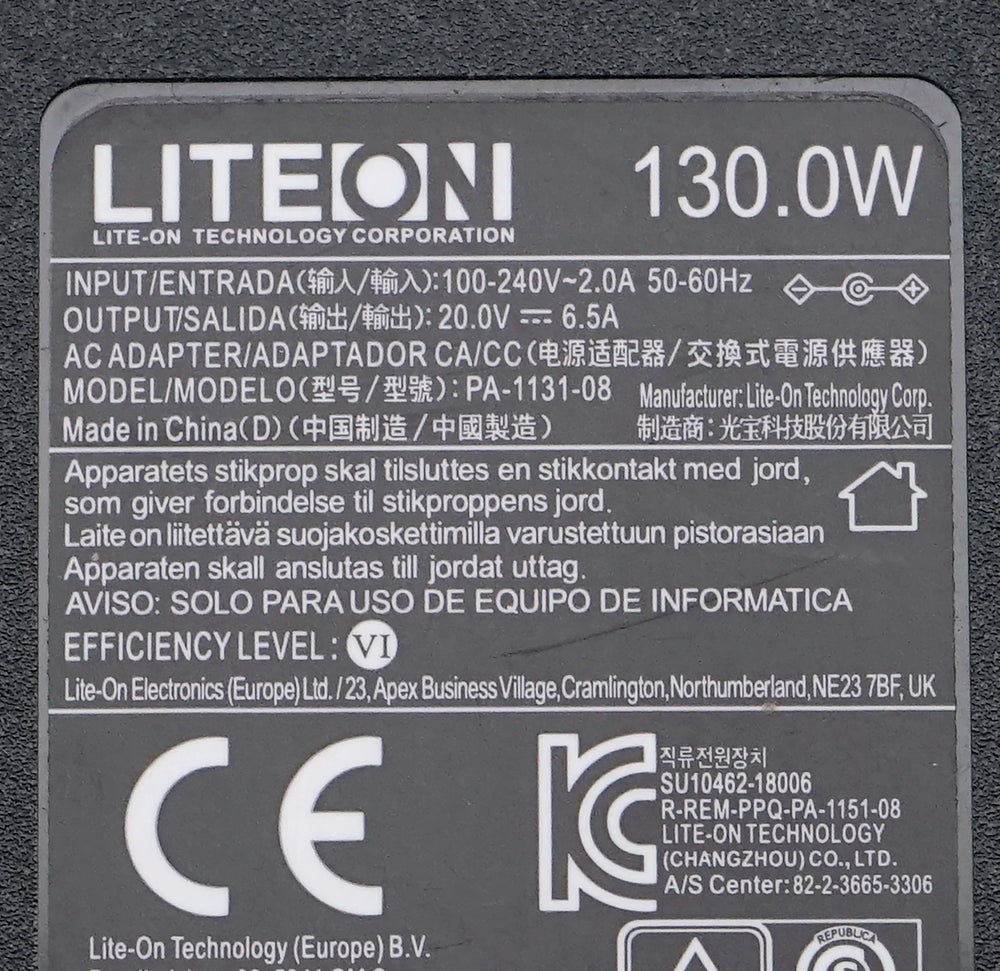 LITEON
130.0W
LITE-ON TECHNOLOGY CORPORATION
INPUT/ENTRADA(输入/輸入):100-240V~2.0A 50-60Hz
OUTPUT/SALIDA(输出/輸出): 20.0V ⎓ 6.5A
AC ADAPTER/ADAPTADOR CA/CC(电源适配器/交換式電源供應器)
MODEL/MODELO(型号/型號): PA-1131-08
Manufacturer: Lite-On Technology Corp.
Made in China(D)(中国制造/中國製造)
制造商: 光宝科技股份有限公司
Apparatets stikprop skal tilsluttes en stikkontakt med jord,
som giver forbindelse til stikproppens jord.
Laite on liitettävä suojakoskettimilla varustettuun pistorasiaan
Apparaten skall anslutas till jordat uttag.
AVISO: SOLO PARA USO DE EQUIPO DE INFORMATICA
EFFICIENCY LEVEL: VI
Lite-On Electronics (Europe) Ltd. / 23, Apex Business Village, Cramlington, Northumberland, NE23 7BF, UK
CE
KC
직류전원장치
SU10462-18006
R-REM-PPQ-PA-1151-08
LITE-ON TECHNOLOGY
(CHANGZHOU) CO., LTD.
A/S Center: 82-2-3665-3306
Lite-On Technology (Europe) B.V.
REPUBLICA